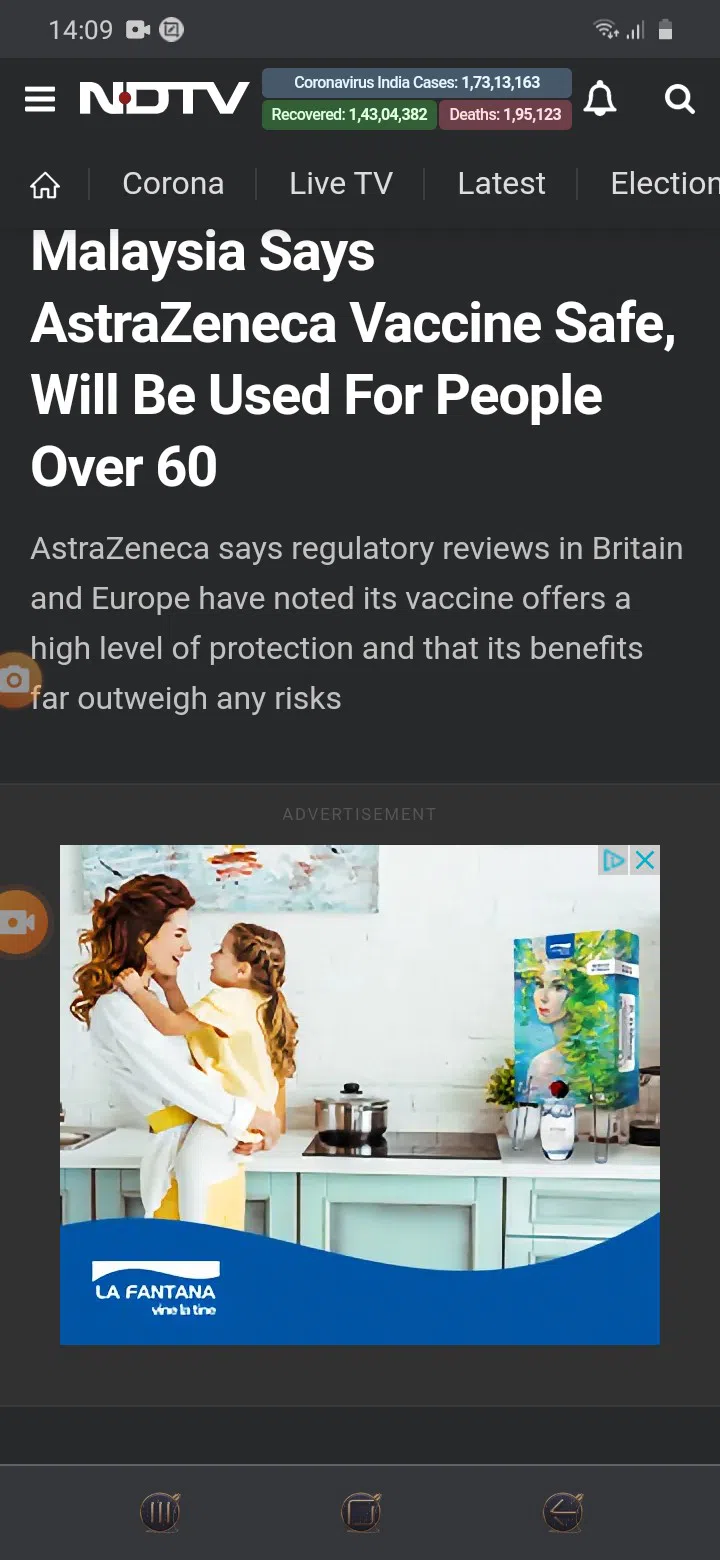 14:09
NDTV
Coronavirus India Cases: 1,73,13,163
Recovered: 1,43,04,382 Deaths: 1,95,123
Corona Live TV Latest Election
Malaysia Says
AstraZeneca Vaccine Safe,
Will Be Used For People
Over 60
AstraZeneca says regulatory reviews in Britain
and Europe have noted its vaccine offers a
high level of protection and that its benefits
far outweigh any risks
ADVERTISEMENT
LA FANTANA
vine la tine